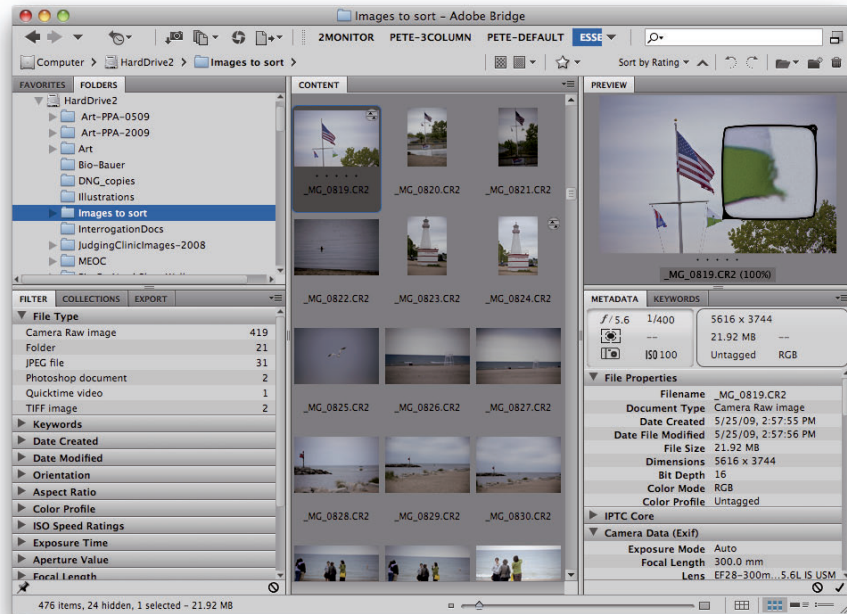 Images to sort – Adobe Bridge
2MONITOR PETE-3COLUMN PETE-DEFAULT ESSE
Computer > HardDrive2 > Images to sort >
Sort by Rating
FAVORITES FOLDERS
HardDrive2
Art-PPA-0509
Art-PPA-2009
Art
Bio-Bauer
DNG_copies
Illustrations
Images to sort
InterrogationDocs
JudgingClinicImages-2008
MEOC
FILTER COLLECTIONS EXPORT
File Type
Camera Raw image 419
Folder 21
JPEG file 31
Photoshop document 2
Quicktime video 1
TIFF image 2
Keywords
Date Created
Date Modified
Orientation
Aspect Ratio
Color Profile
ISO Speed Ratings
Exposure Time
Aperture Value
Focal Length
CONTENT
_MG_0819.CR2 _MG_0820.CR2 _MG_0821.CR2
_MG_0822.CR2 _MG_0823.CR2 _MG_0824.CR2
_MG_0825.CR2 _MG_0826.CR2 _MG_0827.CR2
_MG_0828.CR2 _MG_0829.CR2 _MG_0830.CR2
PREVIEW
_MG_0819.CR2 (100%)
METADATA KEYWORDS
f/5.6 1/400 5616 x 3744
-- 21.92 MB --
ISO100 Untagged RGB
File Properties
Filename _MG_0819.CR2
Document Type Camera Raw image
Date Created 5/25/09, 2:57:55 PM
Date File Modified 5/25/09, 2:57:56 PM
File Size 21.92 MB
Dimensions 5616 x 3744
Bit Depth 16
Color Mode RGB
Color Profile Untagged
IPTC Core
Camera Data (Exif)
Exposure Mode Auto
Focal Length 300.0 mm
Lens EF28-300m...5.6L IS USM
476 items, 24 hidden, 1 selected – 21.92 MB